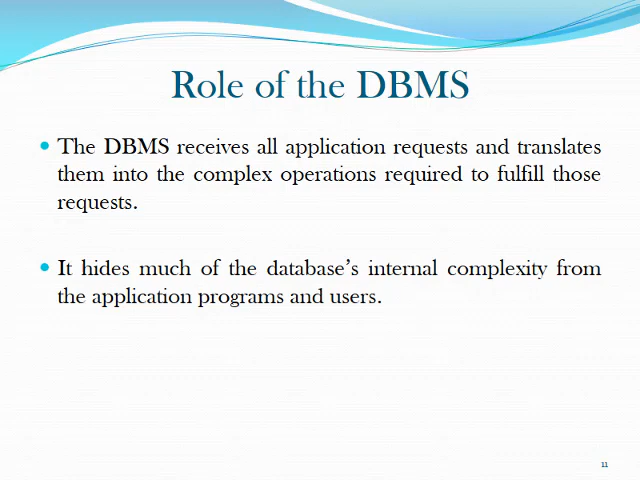 Role of the DBMS
• The DBMS receives all application requests and translates
them into the complex operations required to fulfill those
requests.
• It hides much of the database’s internal complexity from
the application programs and users.
11